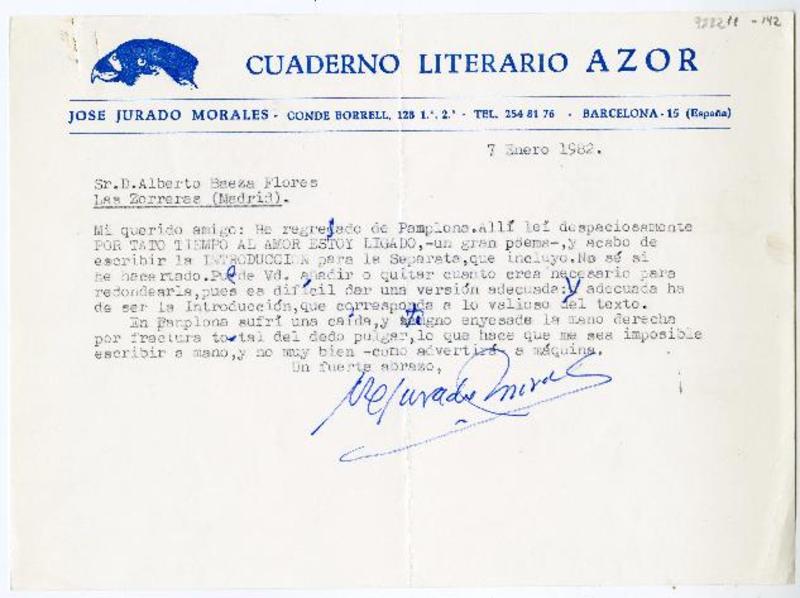 932211 - 142
CUADERNO LITERARIO AZOR
JOSE JURADO MORALES - CONDE BORRELL, 128 1.º, 2.ª - TEL. 254 81 76 - BARCELONA - 15 (España)
7 Enero 1982.
Sr.D.Alberto Baeza Flores
Las Zorreras (Madrid).
Mi querido amigo: He regresado de Pamplona.Allí leí despaciosamente
POR TATO TIEMPO AL AMOR ESTOY LIGADO,-un gran poema-,y acabo de
escribir la INTRODUCCION para la Separata,que incluyo.No sé si
he hacertado.Puede Vd. añadir o quitar cuanto crea necesario para
redondearla,pues es difícil dar una versión adecuada:y adecuada ha
de ser la Introducción,que corresponda a lo valioso del texto.
En Pamplona sufrí una caída,y tengo enyesada la mano derecha
por fractura total del dedo pulgar,lo que hace que me sea imposible
escribir a mano,y no muy bien -como advertirá- a máquina.
Un fuerte abrazo,
Jurado Morales